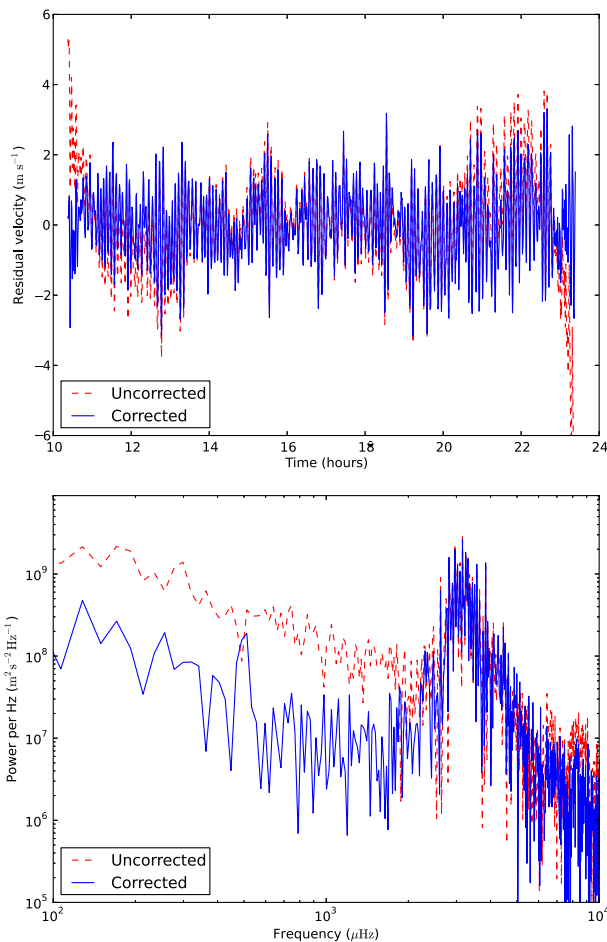 6
4
2
0
−2
−4
−6
Residual velocity (m s⁻¹)
Uncorrected
Corrected
10 12 14 16 18 20 22 24
Time (hours)
10⁹
10⁸
10⁷
10⁶
10⁵
Power per Hz (m² s⁻² Hz⁻¹)
Uncorrected
Corrected
10² 10³ 10⁴
Frequency (μHz)